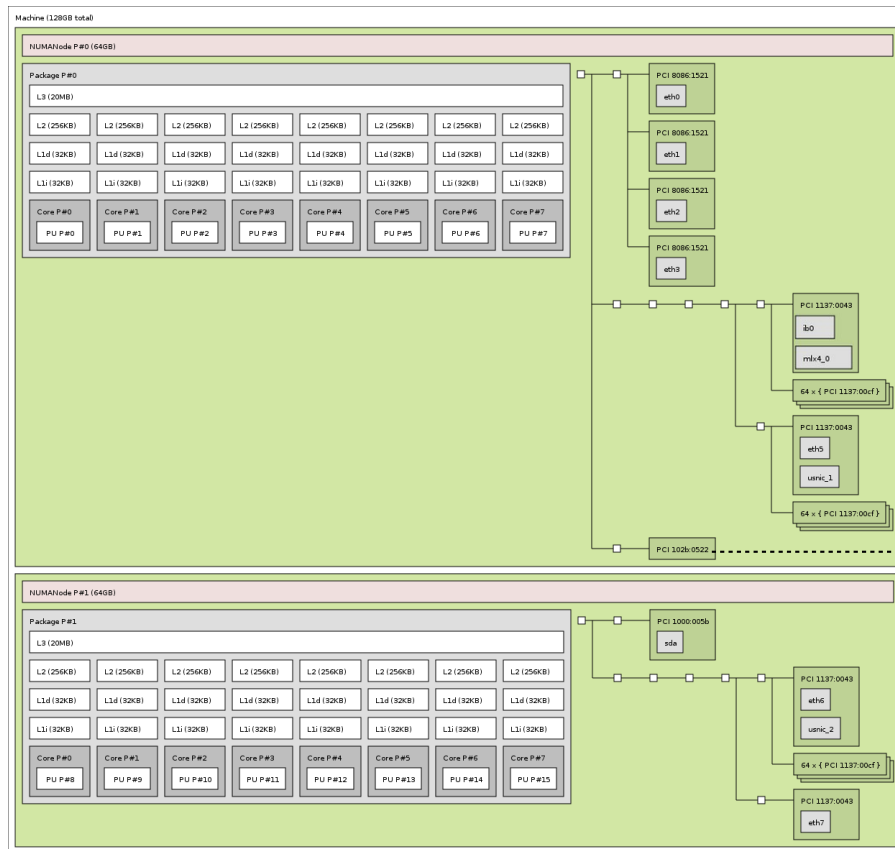 Machine (128GB total)
NUMANode P#0 (64GB)
Package P#0
L3 (20MB)
L2 (256KB) L2 (256KB) L2 (256KB) L2 (256KB) L2 (256KB) L2 (256KB) L2 (256KB) L2 (256KB)
L1d (32KB) L1d (32KB) L1d (32KB) L1d (32KB) L1d (32KB) L1d (32KB) L1d (32KB) L1d (32KB)
L1i (32KB) L1i (32KB) L1i (32KB) L1i (32KB) L1i (32KB) L1i (32KB) L1i (32KB) L1i (32KB)
Core P#0 Core P#1 Core P#2 Core P#3 Core P#4 Core P#5 Core P#6 Core P#7
PU P#0 PU P#1 PU P#2 PU P#3 PU P#4 PU P#5 PU P#6 PU P#7
PCI 8086:1521
eth0
PCI 8086:1521
eth1
PCI 8086:1521
eth2
PCI 8086:1521
eth3
PCI 1137:0043
ib0
mlx4_0
64 x { PCI 1137:00cf }
PCI 1137:0043
eth5
usnic_1
64 x { PCI 1137:00cf }
PCI 102b:0522
NUMANode P#1 (64GB)
Package P#1
L3 (20MB)
L2 (256KB) L2 (256KB) L2 (256KB) L2 (256KB) L2 (256KB) L2 (256KB) L2 (256KB) L2 (256KB)
L1d (32KB) L1d (32KB) L1d (32KB) L1d (32KB) L1d (32KB) L1d (32KB) L1d (32KB) L1d (32KB)
L1i (32KB) L1i (32KB) L1i (32KB) L1i (32KB) L1i (32KB) L1i (32KB) L1i (32KB) L1i (32KB)
Core P#0 Core P#1 Core P#2 Core P#3 Core P#4 Core P#5 Core P#6 Core P#7
PU P#8 PU P#9 PU P#10 PU P#11 PU P#12 PU P#13 PU P#14 PU P#15
PCI 1000:005b
sda
PCI 1137:0043
eth6
usnic_2
64 x { PCI 1137:00cf }
PCI 1137:0043
eth7